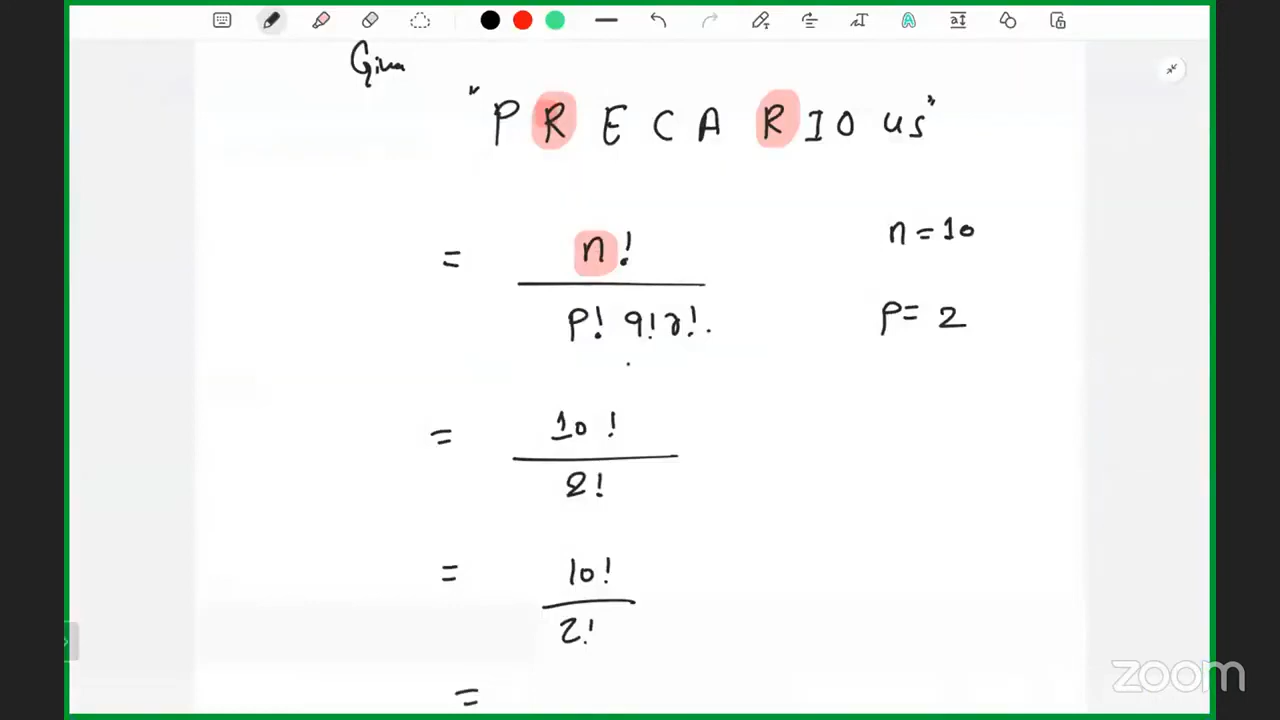 Given
"PRECARIOUS"
= n! / p! q! r!.
n = 10
p = 2
= 10! / 2!
= 10! / 2!
=
zoom